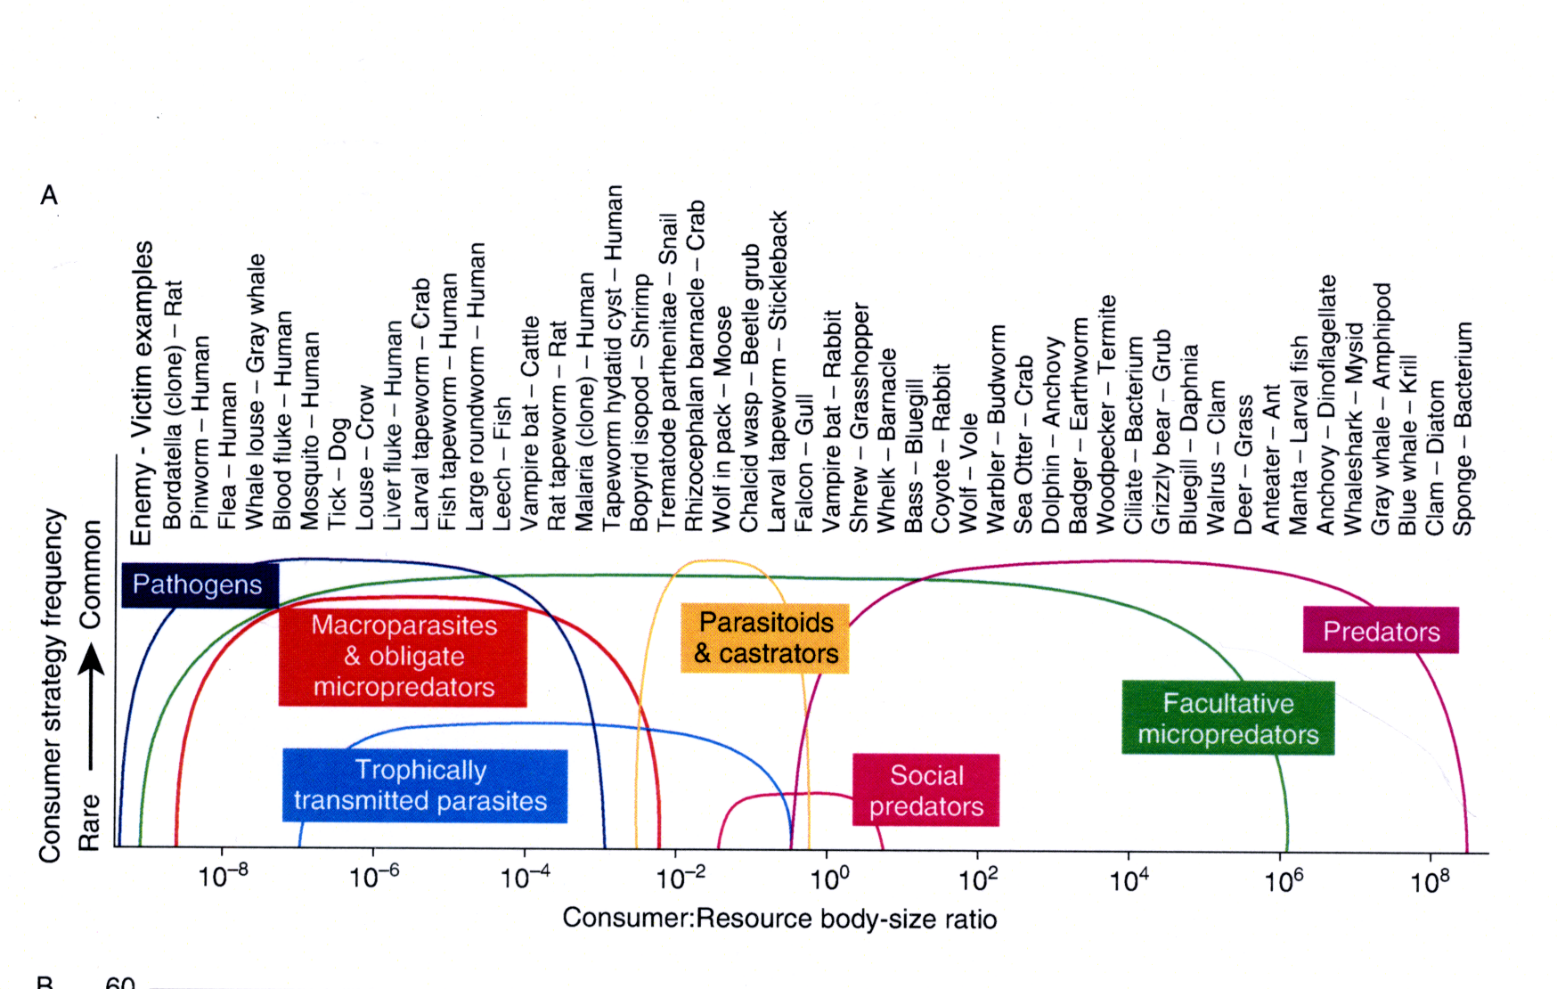 A
Enemy - Victim examples
Bordatella (clone) – Rat
Pinworm – Human
Flea – Human
Whale louse – Gray whale
Blood fluke – Human
Mosquito – Human
Tick – Dog
Louse – Crow
Liver fluke – Human
Larval tapeworm – Crab
Fish tapeworm – Human
Large roundworm – Human
Leech – Fish
Vampire bat – Cattle
Rat tapeworm – Rat
Malaria (clone) – Human
Tapeworm hydatid cyst – Human
Bopyrid isopod – Shrimp
Trematode parthenitae – Snail
Rhizocephalan barnacle – Crab
Wolf in pack – Moose
Chalcid wasp – Beetle grub
Larval tapeworm – Stickleback
Falcon – Gull
Vampire bat – Rabbit
Shrew – Grasshopper
Whelk – Barnacle
Bass – Bluegill
Coyote – Rabbit
Wolf – Vole
Warbler – Budworm
Sea Otter – Crab
Dolphin – Anchovy
Badger – Earthworm
Woodpecker – Termite
Ciliate – Bacterium
Grizzly bear – Grub
Bluegill – Daphnia
Walrus – Clam
Deer – Grass
Anteater – Ant
Manta – Larval fish
Anchovy – Dinoflagellate
Whaleshark – Mysid
Gray whale – Amphipod
Blue whale – Krill
Clam – Diatom
Sponge – Bacterium
Consumer strategy frequency
Rare
Common
Pathogens
Macroparasites
& obligate
micropredators
Trophically
transmitted parasites
Parasitoids
& castrators
Social
predators
Facultative
micropredators
Predators
10⁻⁸ 10⁻⁶ 10⁻⁴ 10⁻² 10⁰ 10² 10⁴ 10⁶ 10⁸
Consumer:Resource body-size ratio
B
60